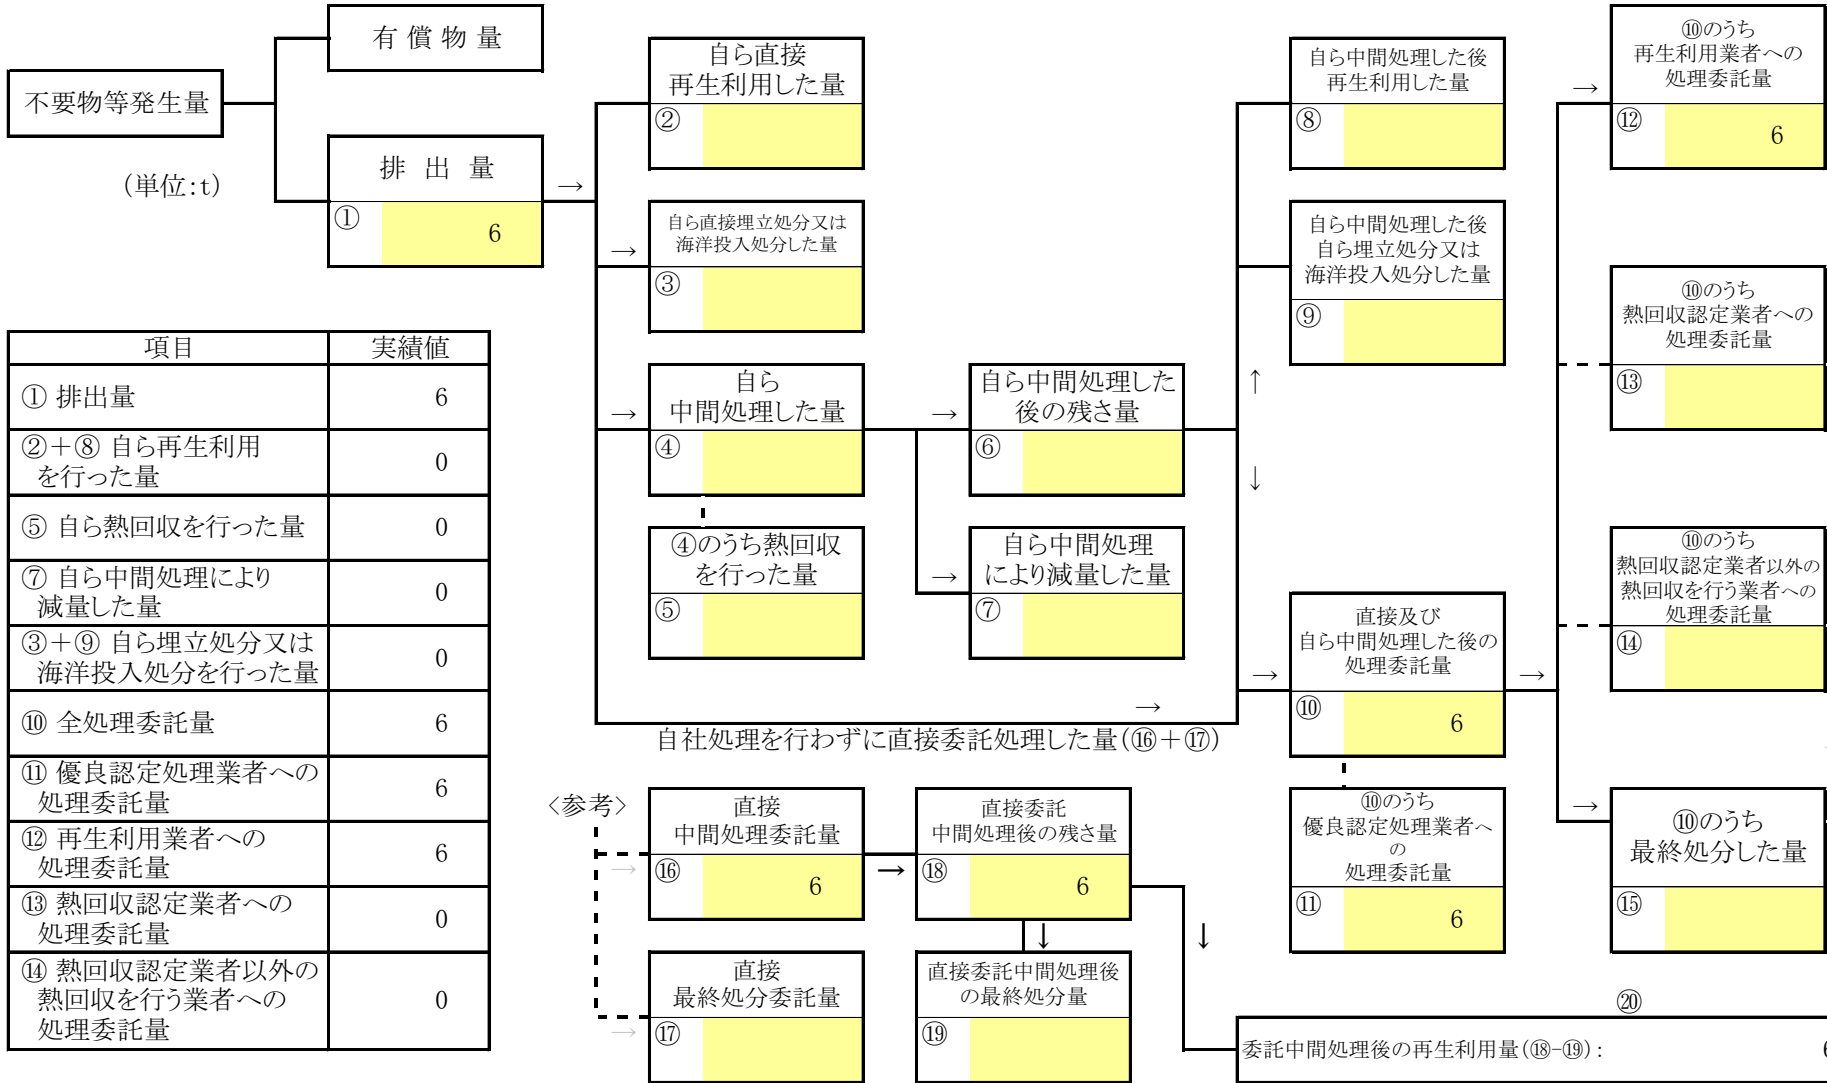 有償物量
不要物等発生量
(単位:t)
排出量
①
6
→
自ら直接
再生利用した量
②
→
自ら直接埋立処分又は
海洋投入処分した量
③
→
自ら
中間処理した量
④
④のうち熱回収
を行った量
⑤
→
自ら中間処理した
後の残さ量
⑥
→
自ら中間処理
により減量した量
⑦
↑
↓
自ら中間処理した後
再生利用した量
⑧
自ら中間処理した後
自ら埋立処分又は
海洋投入処分した量
⑨
→
自社処理を行わずに直接委託処理した量(⑯+⑰)
→
直接及び
自ら中間処理した後の
処理委託量
⑩
6
⑩のうち
優良認定処理業者へ
の
処理委託量
⑪
6
→
→
⑩のうち
再生利用業者への
処理委託量
⑫
6
⑩のうち
熱回収認定業者への
処理委託量
⑬
⑩のうち
熱回収認定業者以外の
熱回収を行う業者への
処理委託量
⑭
→
⑩のうち
最終処分した量
⑮
項目 実績値
① 排出量 6
②+⑧ 自ら再生利用
を行った量 0
⑤ 自ら熱回収を行った量 0
⑦ 自ら中間処理により
減量した量 0
③+⑨ 自ら埋立処分又は
海洋投入処分を行った量 0
⑩ 全処理委託量 6
⑪ 優良認定処理業者への
処理委託量 6
⑫ 再生利用業者への
処理委託量 6
⑬ 熱回収認定業者への
処理委託量 0
⑭ 熱回収認定業者以外の
熱回収を行う業者への
処理委託量 0
<参考>
→
直接
中間処理委託量
⑯
6
→
直接
最終処分委託量
⑰
→
直接委託
中間処理後の残さ量
⑱
6
↓
直接委託中間処理後
の最終処分量
⑲
↓
⑳
委託中間処理後の再生利用量(⑱-⑲):